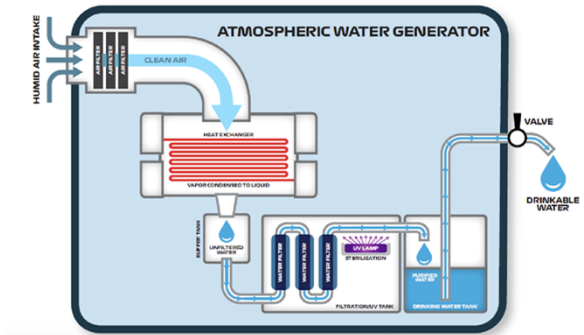 ATMOSPHERIC WATER GENERATOR
HUMID AIR INTAKE
AIR FILTER
AIR FILTER
AIR FILTER
CLEAN AIR
HEAT EXCHANGER
VAPOR CONDENSED TO LIQUID
BUFFER TANK
UNFILTERED
WATER
WATER FILTER
WATER FILTER
WATER FILTER
UV LAMP
STERILIZATION
FILTRATION/UV TANK
PURIFIED
WATER
DRINKING WATER TANK
VALVE
DRINKABLE
WATER